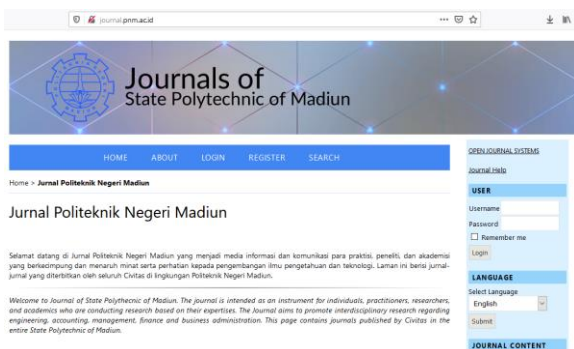 journal.pnm.ac.id
Journals of
State Polytechnic of Madiun
HOME ABOUT LOGIN REGISTER SEARCH
Home > Jurnal Politeknik Negeri Madiun
Jurnal Politeknik Negeri Madiun
Selamat datang di Jurnal Politeknik Negeri Madiun yang menjadi media informasi dan komunikasi para praktisi, peneliti, dan akademisi
yang berkecimpung dan menaruh minat serta perhatian kepada pengembangan ilmu pengetahuan dan teknologi. Laman ini berisi jurnal-
jurnal yang diterbitkan oleh seluruh Civitas di lingkungan Politeknik Negeri Madiun.
Welcome to Journal of State Polythecnic of Madiun. The journal is intended as an instrument for individuals, practitioners, researchers,
and academics who are conducting research based on their expertises. The Journal aims to promote interdisciplinary research regarding
engineering, accounting, management, finance and business administration. This page contains journals published by Civitas in the
entire State Polytechnic of Madiun.
OPEN JOURNAL SYSTEMS
Journal Help
USER
Username
Password
Remember me
Login
LANGUAGE
Select Language
English
Submit
JOURNAL CONTENT